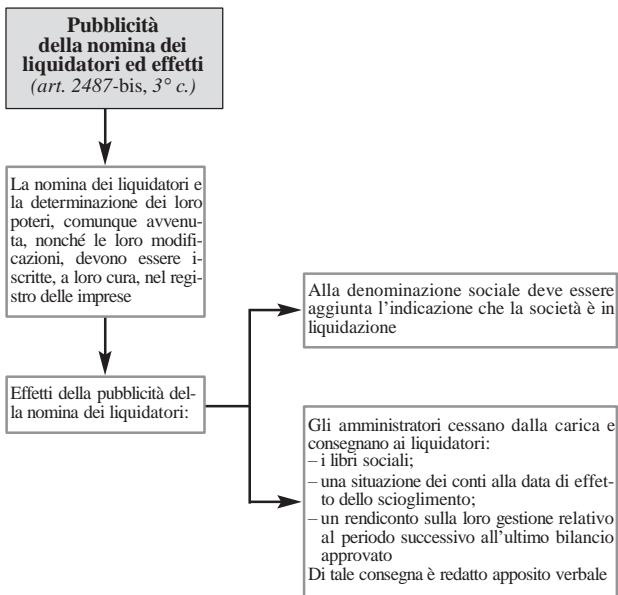 Pubblicità
della nomina dei
liquidatori ed effetti
(art. 2487-bis, 3° c.)
La nomina dei liquidatori e
la determinazione dei loro
poteri, comunque avvenu-
ta, nonché le loro modifi-
cazioni, devono essere i-
scritte, a loro cura, nel regi-
stro delle imprese
Alla denominazione sociale deve essere
aggiunta l’indicazione che la società è in
liquidazione
Effetti della pubblicità del-
la nomina dei liquidatori:
Gli amministratori cessano dalla carica e
consegnano ai liquidatori:
– i libri sociali;
– una situazione dei conti alla data di effet-
to dello scioglimento;
– un rendiconto sulla loro gestione relativo
al periodo successivo all’ultimo bilancio
approvato
Di tale consegna è redatto apposito verbale